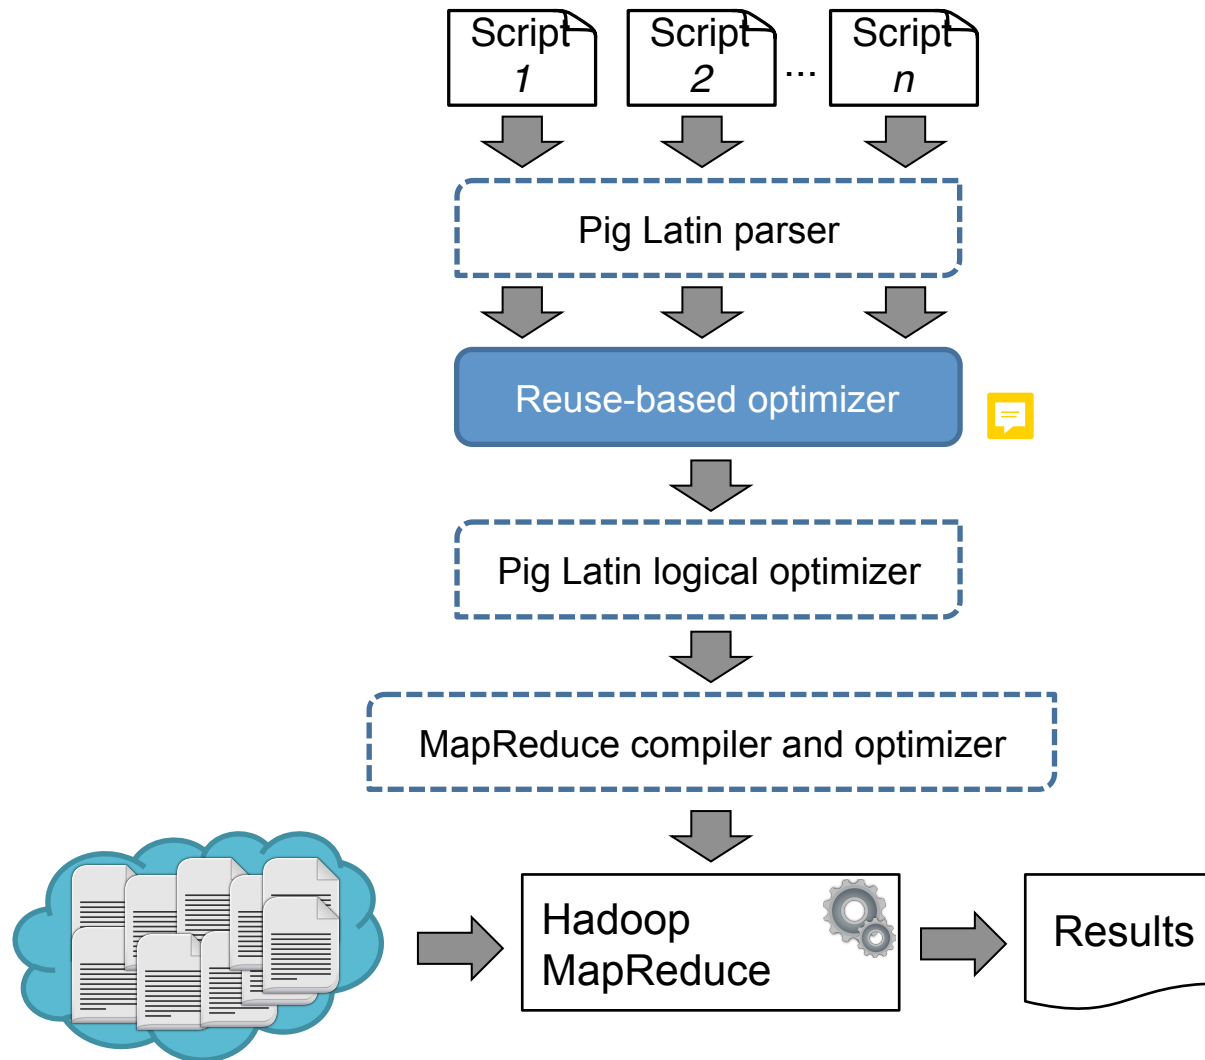 Script
1
Script
2
...
Script
n
Pig Latin parser
Reuse-based optimizer
Pig Latin logical optimizer
MapReduce compiler and optimizer
Hadoop
MapReduce
Results